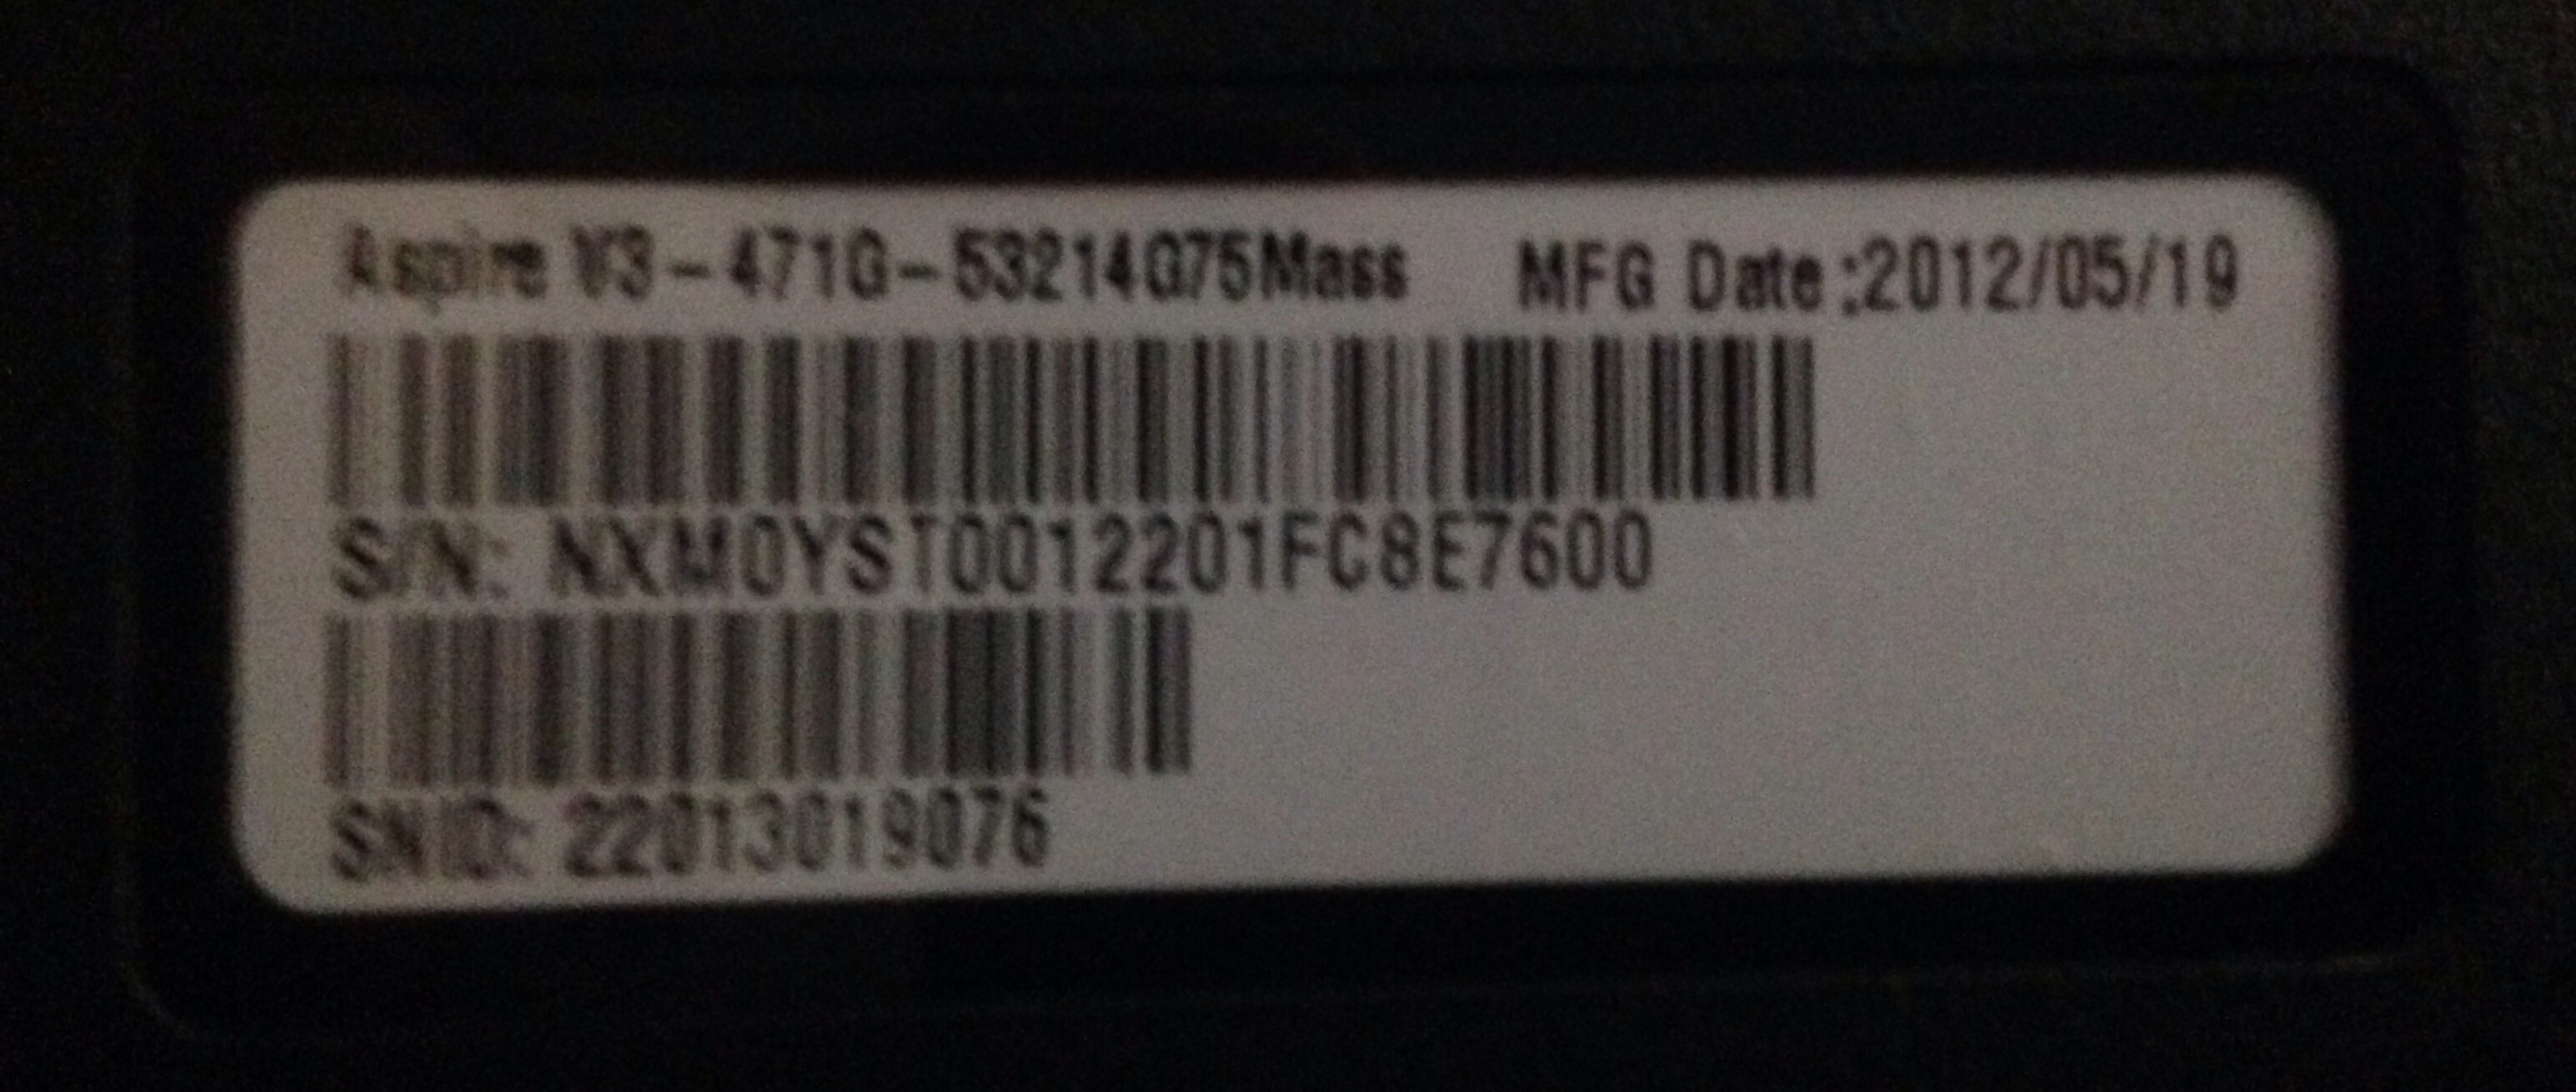 Aspire V3-471G-53214G75Mass MFG Date:2012/05/19
S/N: NXM0YST0012201FC8E7600
SNID: 22013019076